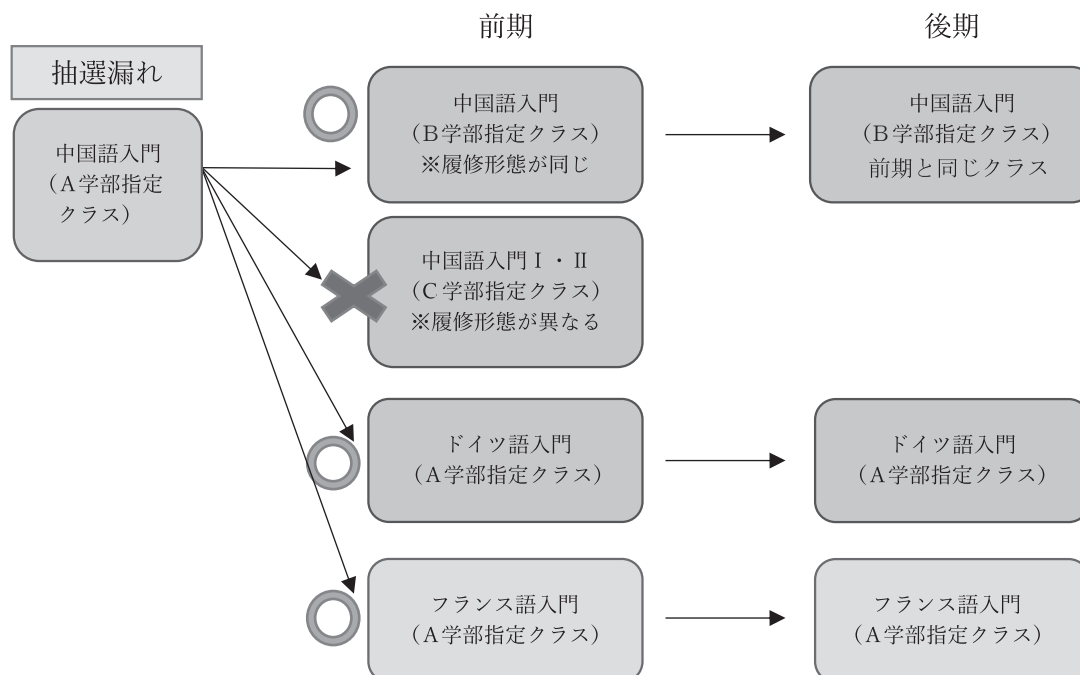 前期
後期
抽選漏れ
中国語入門
（A学部指定
クラス）
中国語入門
（B学部指定クラス）
※履修形態が同じ
中国語入門
（B学部指定クラス）
前期と同じクラス
中国語入門Ⅰ・Ⅱ
（C学部指定クラス）
※履修形態が異なる
ドイツ語入門
（A学部指定クラス）
ドイツ語入門
（A学部指定クラス）
フランス語入門
（A学部指定クラス）
フランス語入門
（A学部指定クラス）